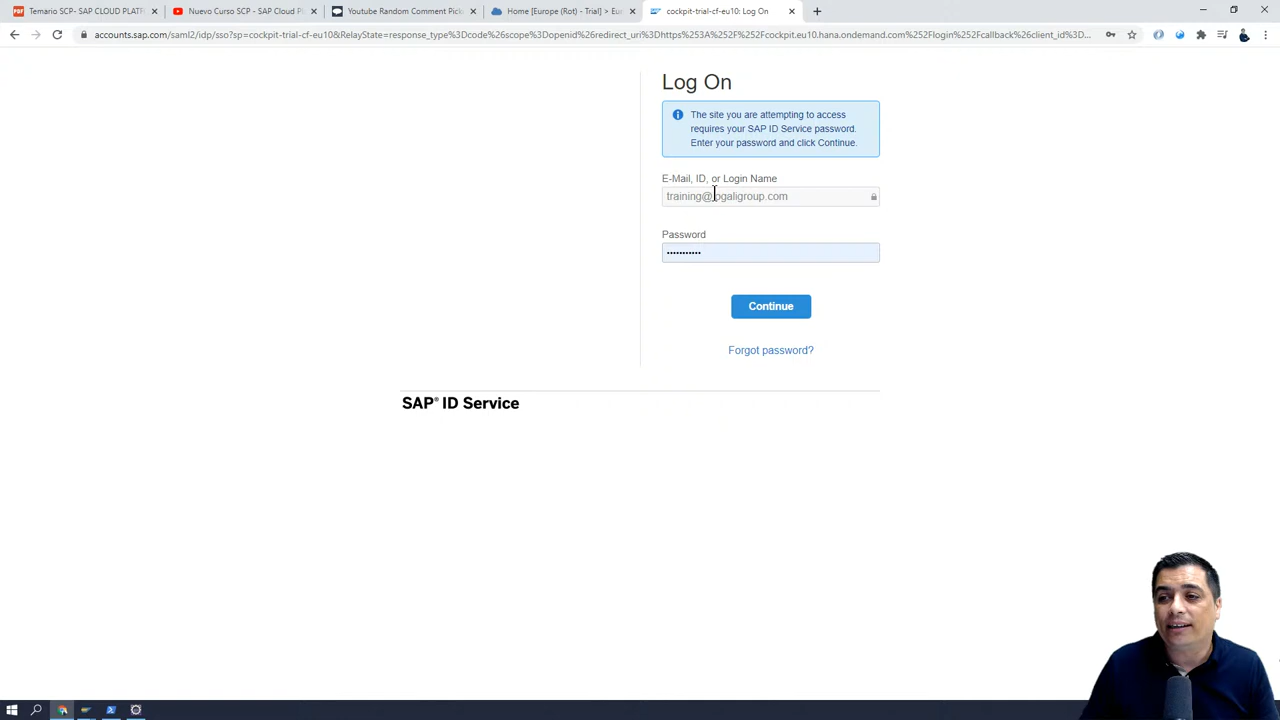 Temario SCP- SAP CLOUD PLATF
Nuevo Curso SCP - SAP Cloud Pl
Youtube Random Comment Pick
Home [Europe (Rot) - Trial] > Eur
cockpit-trial-cf-eu10: Log On
accounts.sap.com/saml2/idp/sso?sp=cockpit-trial-cf-eu10&RelayState=response_type%3Dcode%26scope%3Dopenid%26redirect_uri%3Dhttps%253A%252F%252Fcockpit.eu10.hana.ondemand.com%252Flogin%252Fcallback%26client_id%3D...
Log On
The site you are attempting to access
requires your SAP ID Service password.
Enter your password and click Continue.
E-Mail, ID, or Login Name
training@logaligroup.com
Password
Continue
Forgot password?
SAP® ID Service